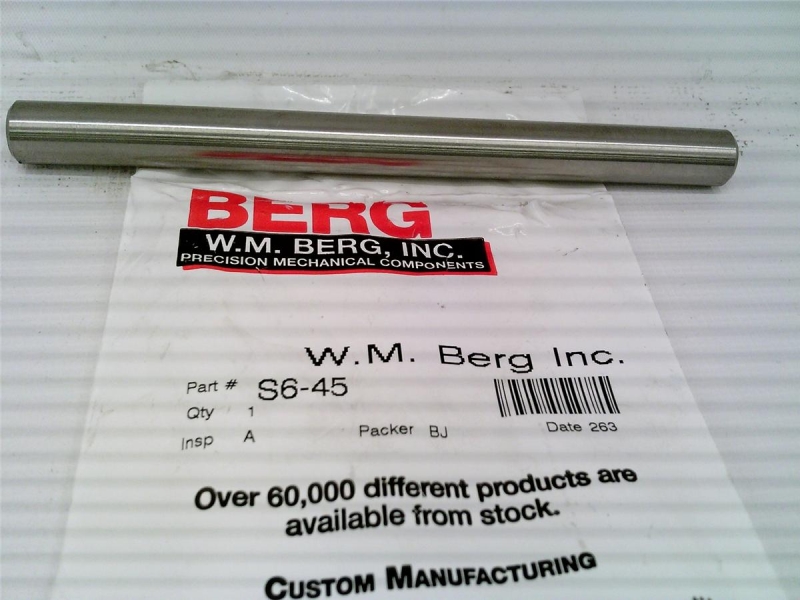 BERG
W.M. BERG, INC.
PRECISION MECHANICAL COMPONENTS
W.M. Berg Inc.
Part # S6-45
Qty 1
Insp A Packer BJ Date 263
Over 60,000 different products are
available from stock.
CUSTOM MANUFACTURING